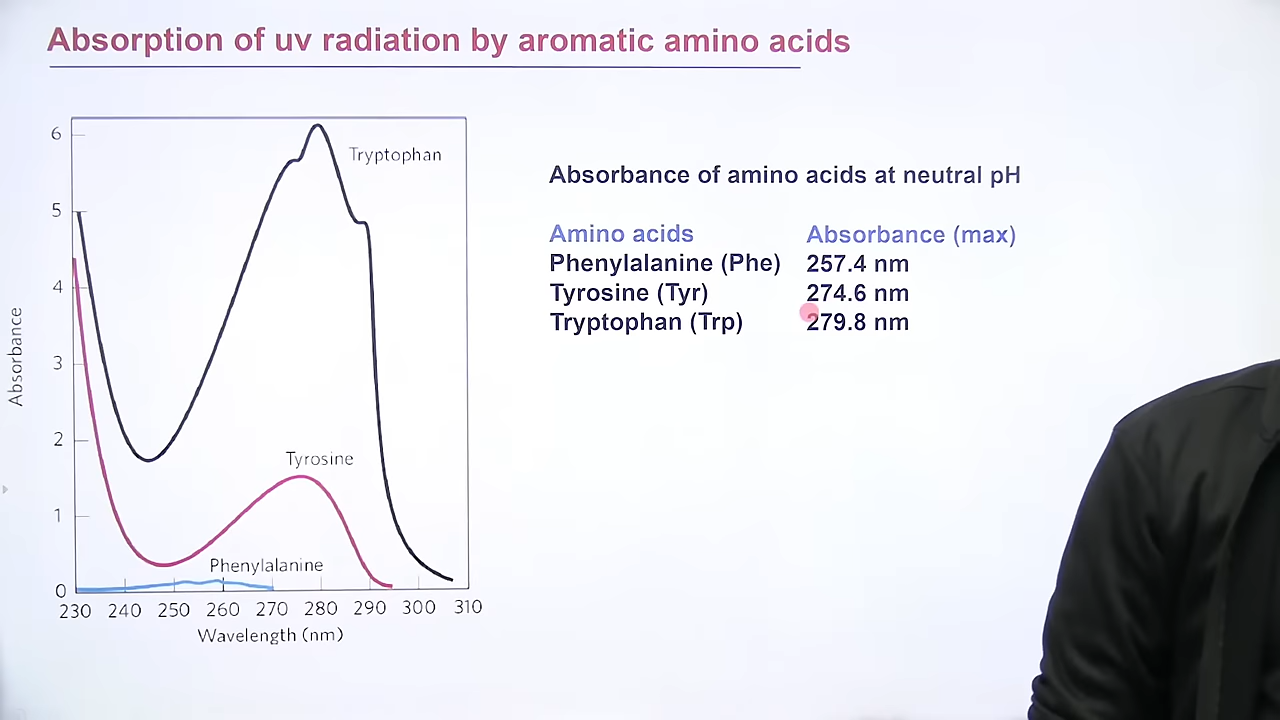 Absorption of uv radiation by aromatic amino acids
6
5
4
3
2
1
0
Absorbance
Tryptophan
Tyrosine
Phenylalanine
230 240 250 260 270 280 290 300 310
Wavelength (nm)
Absorbance of amino acids at neutral pH
Amino acids Absorbance (max)
Phenylalanine (Phe) 257.4 nm
Tyrosine (Tyr) 274.6 nm
Tryptophan (Trp) 279.8 nm